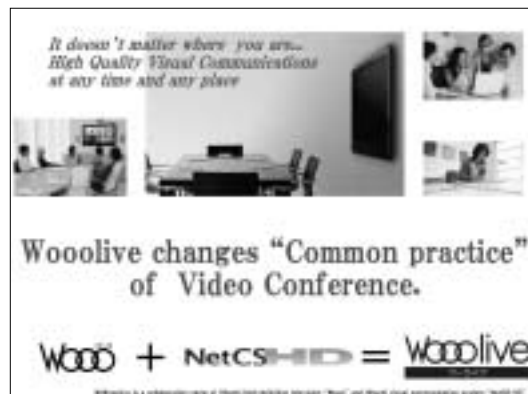 It doesn't matter where you are...
High Quality Visual Communications
at any time and any place
Wooolive changes “Common practice”
of Video Conference.
Wooo + NetCSHD = Wooolive